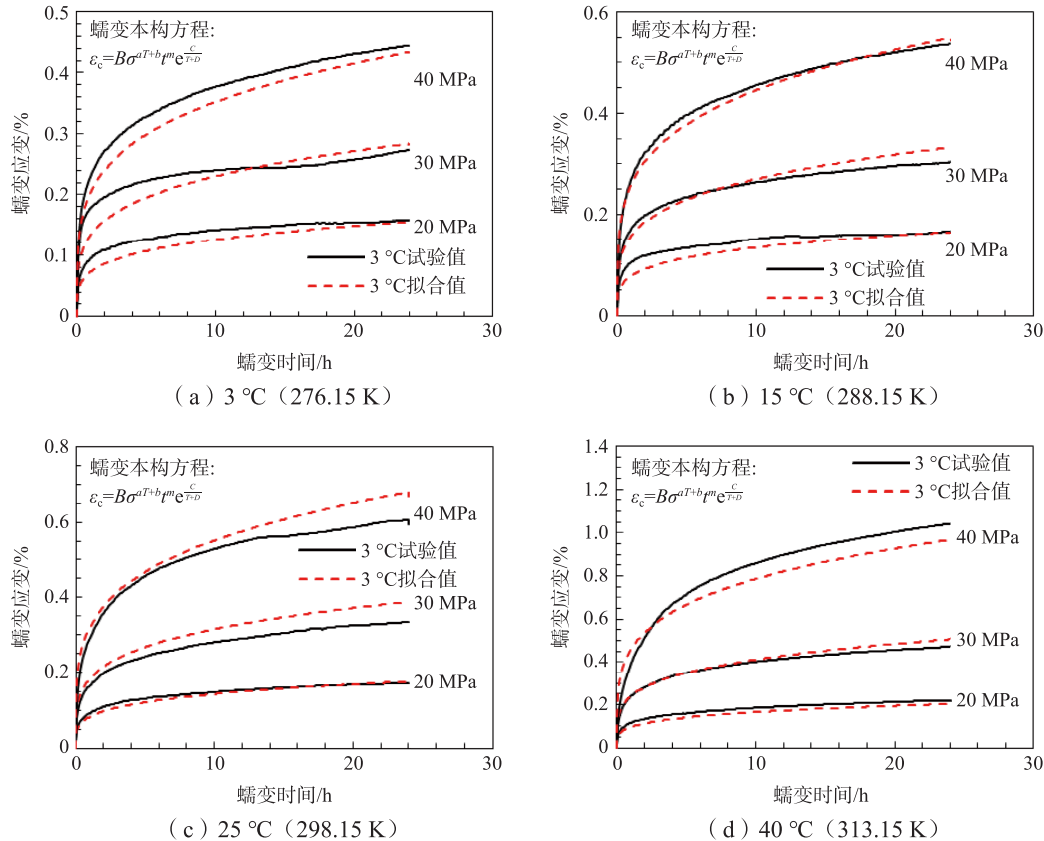 0.5
0.4
0.3
0.2
0.1
0
蠕变应变/%
蠕变本构方程:
ε_c=Bσ^{aT+b}t^m e^{\frac{C}{T+D}}
40 MPa
30 MPa
20 MPa
3 °C试验值
3 °C拟合值
0 10 20 30
蠕变时间/h
（a）3 °C（276.15 K）
0.6
0.4
0.2
0
蠕变应变/%
蠕变本构方程:
ε_c=Bσ^{aT+b}t^m e^{\frac{C}{T+D}}
40 MPa
30 MPa
20 MPa
3 °C试验值
3 °C拟合值
0 10 20 30
蠕变时间/h
（b）15 °C（288.15 K）
0.8
0.6
0.4
0.2
0
蠕变应变/%
蠕变本构方程:
ε_c=Bσ^{aT+b}t^m e^{\frac{C}{T+D}}
40 MPa
3 °C试验值
3 °C拟合值
30 MPa
20 MPa
0 10 20 30
蠕变时间/h
（c）25 °C（298.15 K）
1.4
1.2
1.0
0.8
0.6
0.4
0.2
0
蠕变应变/%
蠕变本构方程:
ε_c=Bσ^{aT+b}t^m e^{\frac{C}{T+D}}
3 °C试验值
3 °C拟合值
40 MPa
30 MPa
20 MPa
0 10 20 30
蠕变时间/h
（d）40 °C（313.15 K）